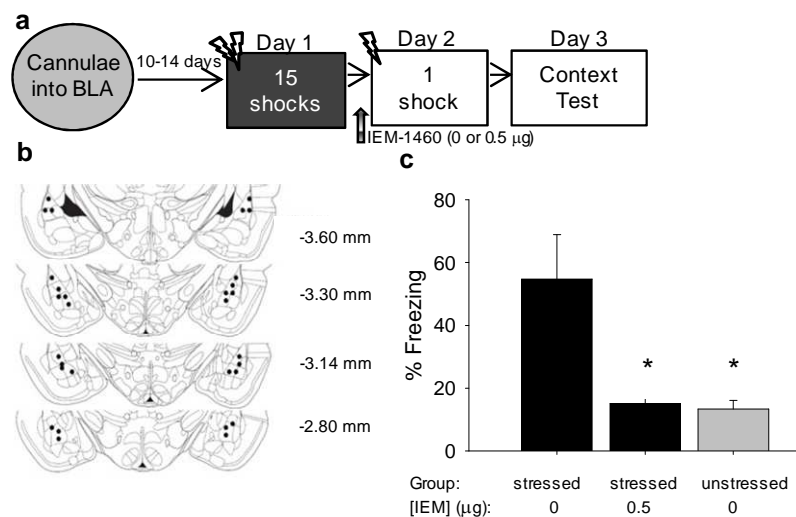 a
Cannulae
into BLA
10-14 days
Day 1
15
shocks
Day 2
1
shock
Day 3
Context
Test
IEM-1460 (0 or 0.5 μg)
b
-3.60 mm
-3.30 mm
-3.14 mm
-2.80 mm
c
% Freezing
80
60
40
20
0
* *
Group: stressed stressed unstressed
[IEM] (μg): 0 0.5 0